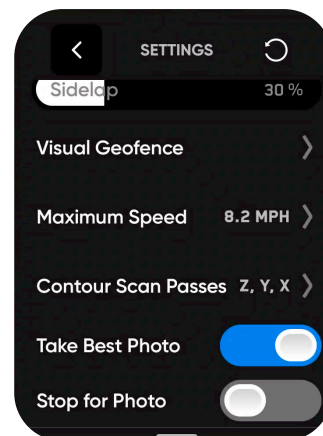 SETTINGS
Sidelap 30 %
Visual Geofence
Maximum Speed 8.2 MPH
Contour Scan Passes Z, Y, X
Take Best Photo
Stop for Photo